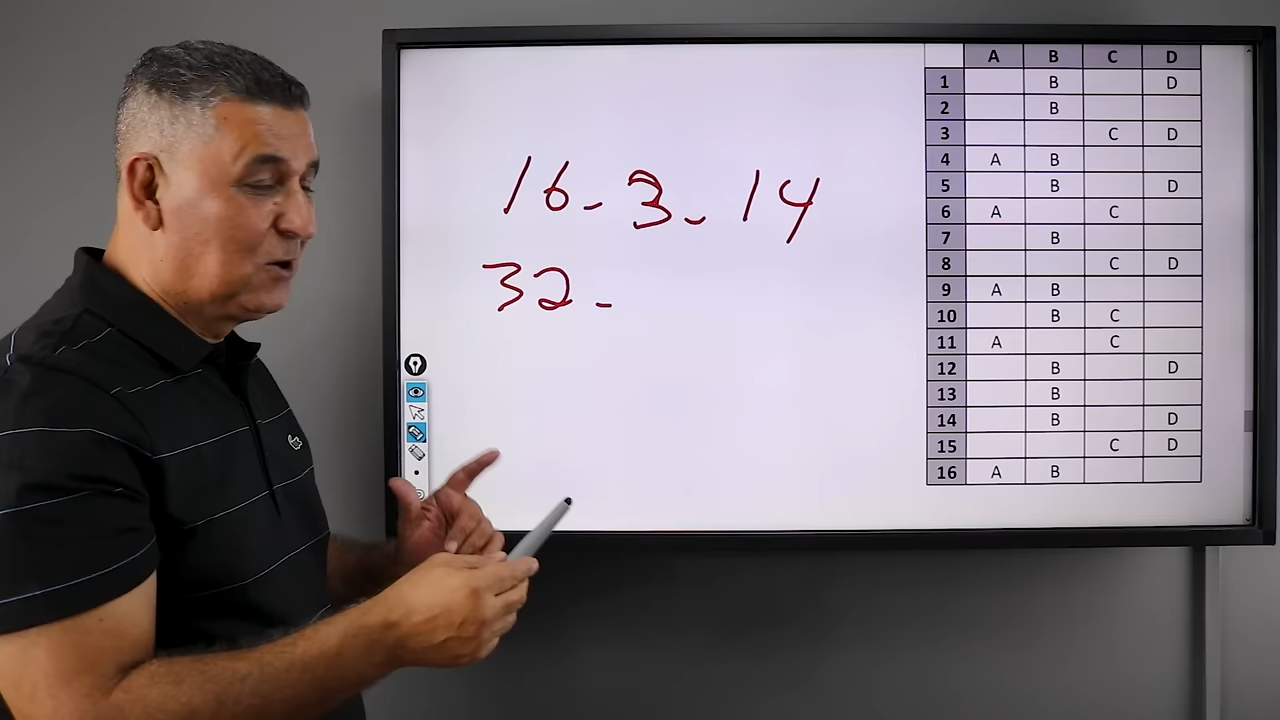 16 - 3 - 14
32 -
A B C D
1 B D
2 B
3 C D
4 A B
5 B D
6 A C
7 B
8 C D
9 A B
10 B C
11 A C
12 B D
13 B
14 B D
15 C D
16 A B